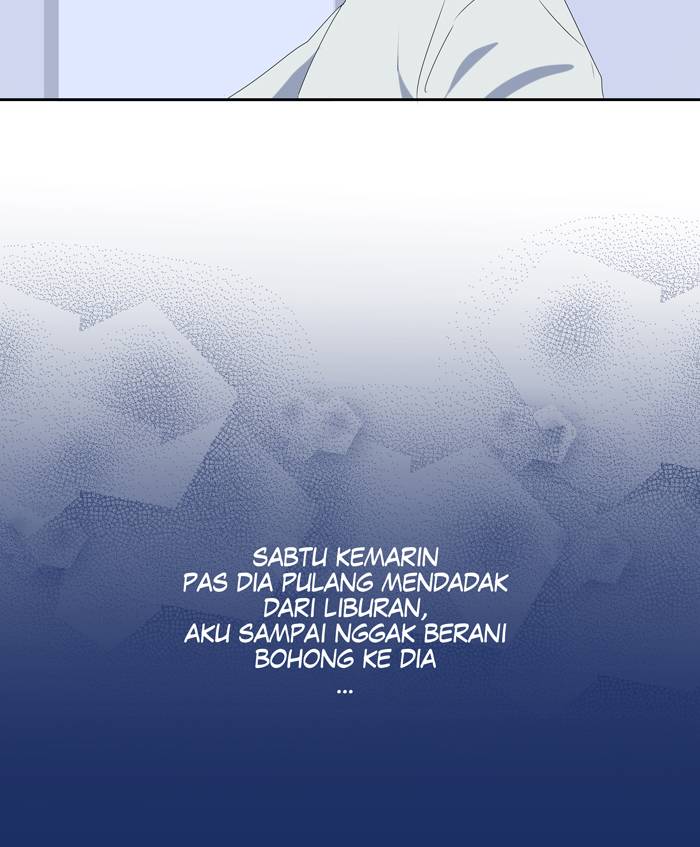 SABTU KEMARIN
PAS DIA PULANG MENDADAK
DARI LIBURAN,
AKU SAMPAI NGGAK BERANI
BOHONG KE DIA
...